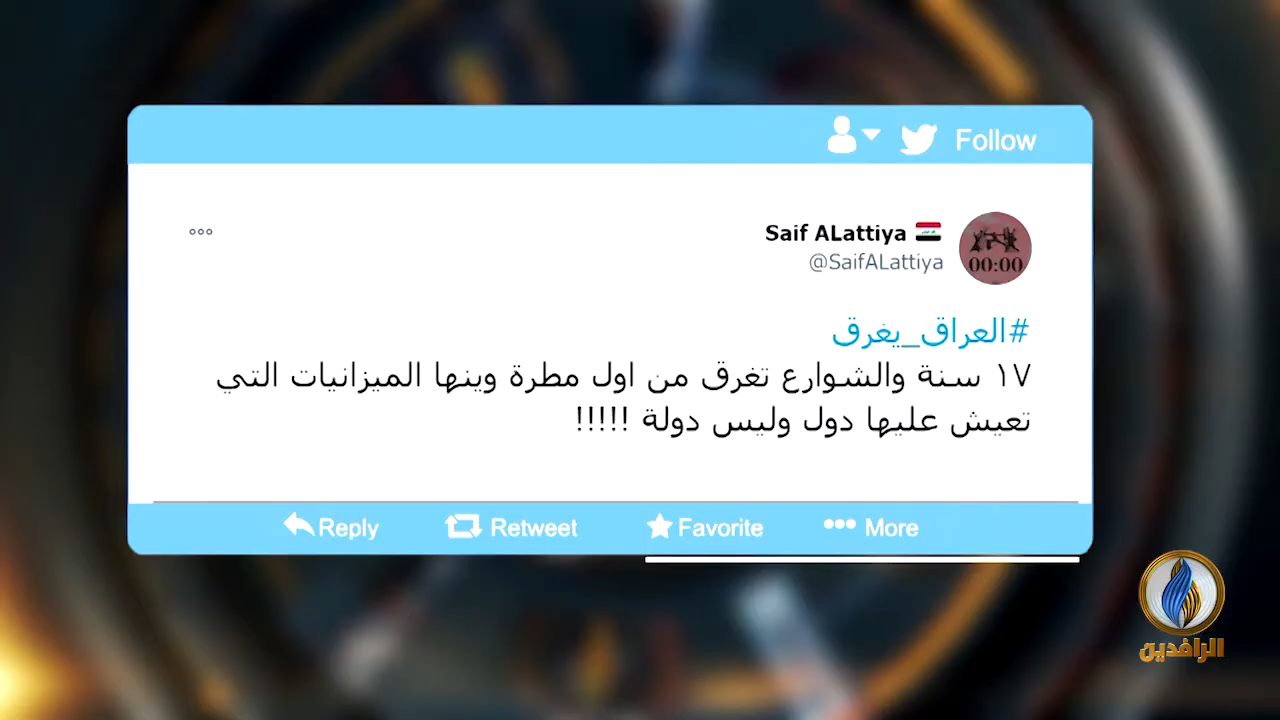 Follow
Saif ALattiya
@SaifALattiya
00:00
#العراق_يغرق
١٧ سنة والشوارع تغرق من اول مطرة وينها الميزانيات التي
تعيش عليها دول وليس دولة !!!!!
Reply Retweet Favorite More
الرافدين